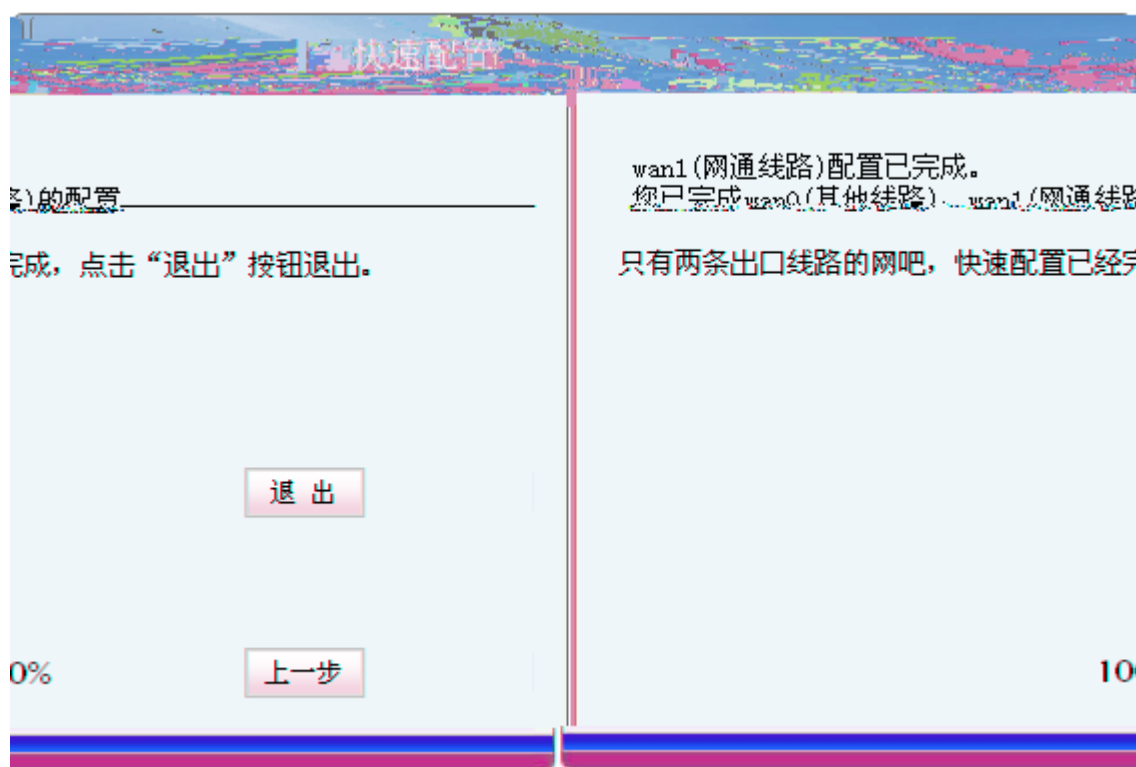 快速配置
路)的配置
完成，点击“退出”按钮退出。
退 出
0%
上一步
wan1(网通线路)配置已完成。
您已完成wan0(其他线路)、wan1(网通线路
只有两条出口线路的网吧，快速配置已经完
10